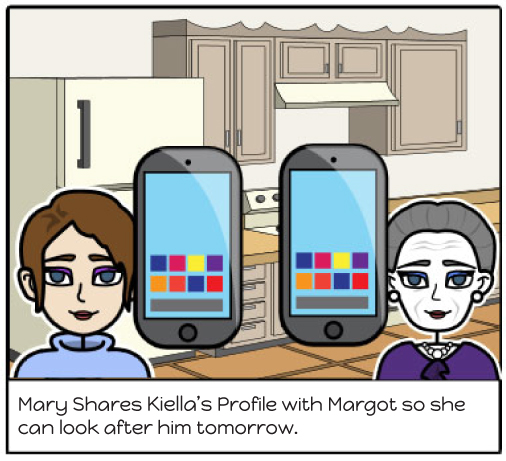 Mary Shares Kiella's Profile with Margot so she
can look after him tomorrow.